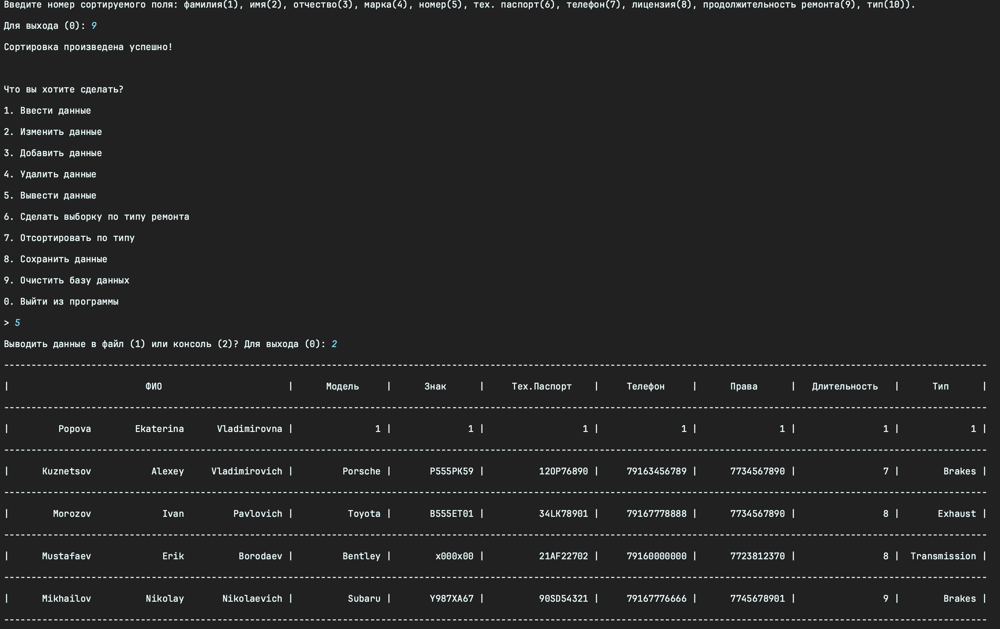 Введите номер сортируемого поля: фамилия(1), имя(2), отчество(3), марка(4), номер(5), тех. паспорт(6), телефон(7), лицензия(8), продолжительность ремонта(9), тип(10)).
Для выхода (0): 9
Сортировка произведена успешно!
Что вы хотите сделать?
1. Ввести данные
2. Изменить данные
3. Добавить данные
4. Удалить данные
5. Вывести данные
6. Сделать выборку по типу ремонта
7. Отсортировать по типу
8. Сохранить данные
9. Очистить базу данных
0. Выйти из программы
> 5
Выводить данные в файл (1) или консоль (2)? Для выхода (0): 2
| ФИО | Модель | Знак | Тех.Паспорт | Телефон | Права | Длительность | Тип |
| Popova Ekaterina Vladimirovna | 1 | 1 | 1 | 1 | 1 | 1 | 1 |
| Kuznetsov Alexey Vladimirovich | Porsche | P555PK59 | 12OP76890 | 79163456789 | 7734567890 | 7 | Brakes |
| Morozov Ivan Pavlovich | Toyota | B555ET01 | 34LK78901 | 79167778888 | 7734567890 | 8 | Exhaust |
| Mustafaev Erik Borodaev | Bentley | x000x00 | 21AF22702 | 79160000000 | 7723812370 | 8 | Transmission |
| Mikhailov Nikolay Nikolaevich | Subaru | Y987XA67 | 90SD54321 | 79167776666 | 7745678901 | 9 | Brakes |